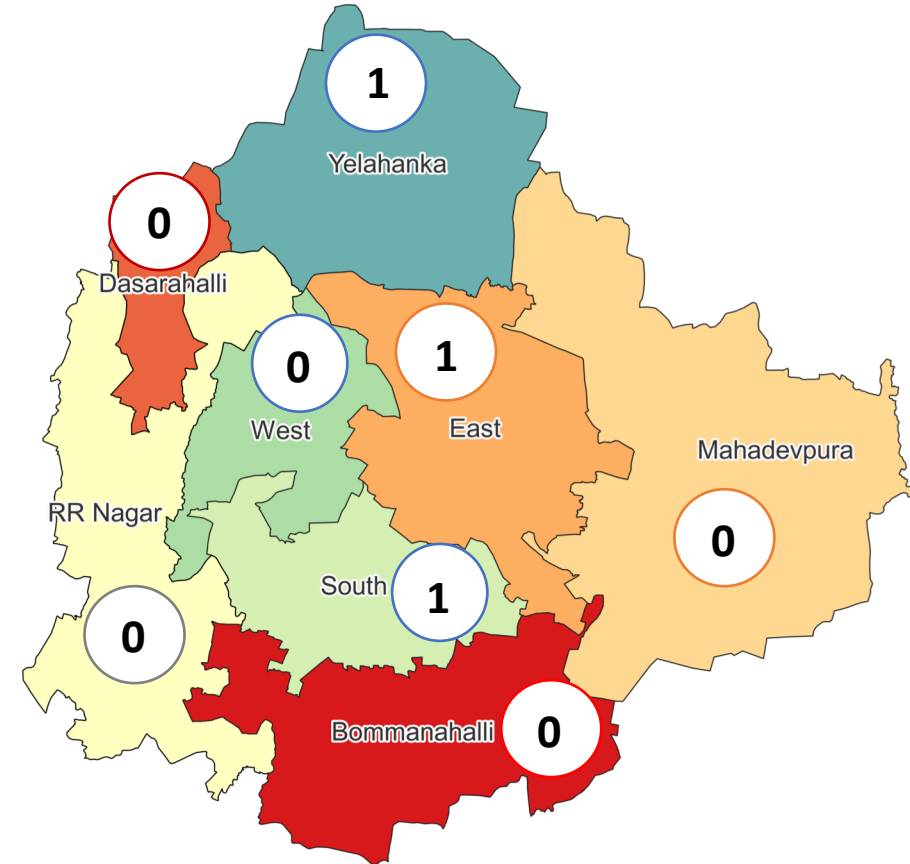 1
Yelahanka
0
Dasarahalli
0
1
West
East
Mahadevpura
RR Nagar
0
South
1
0
Bommanahalli
0